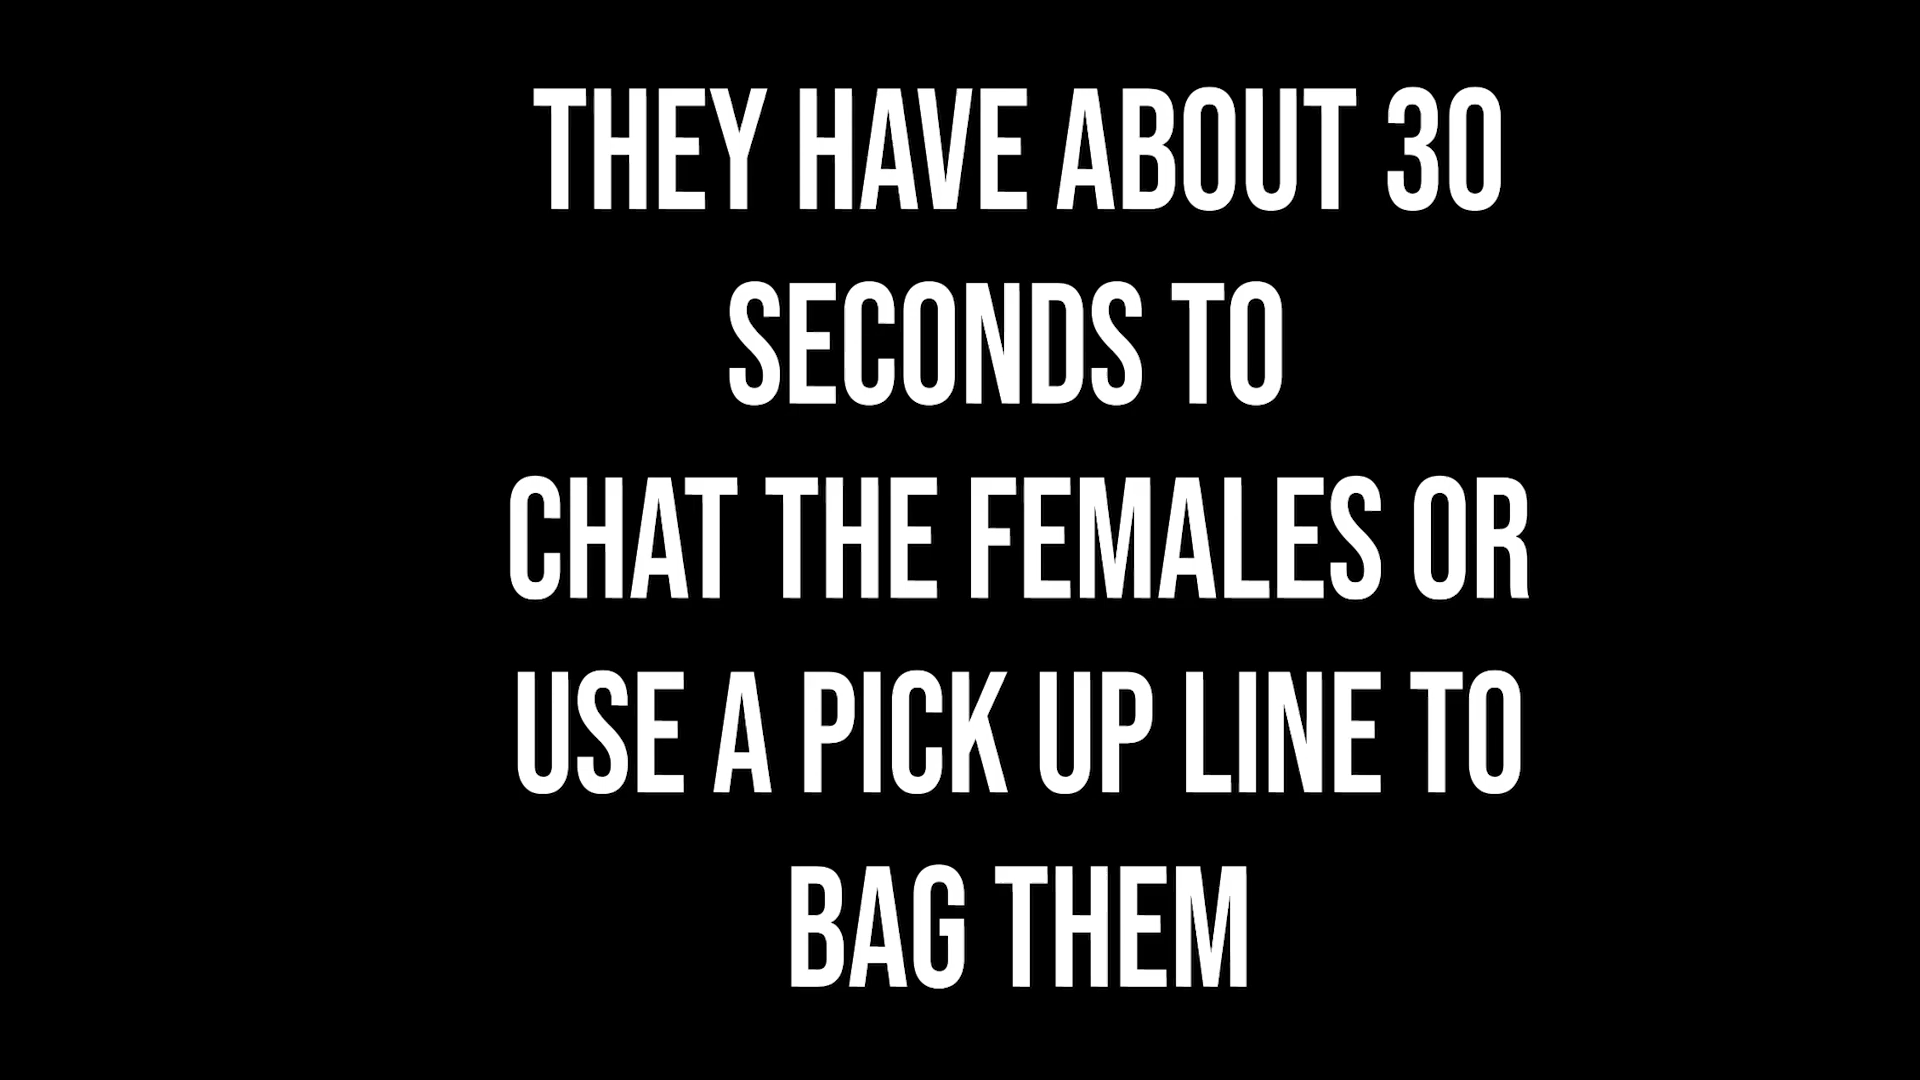 THEY HAVE ABOUT 30
SECONDS TO
CHAT THE FEMALES OR
USE A PICK UP LINE TO
BAG THEM